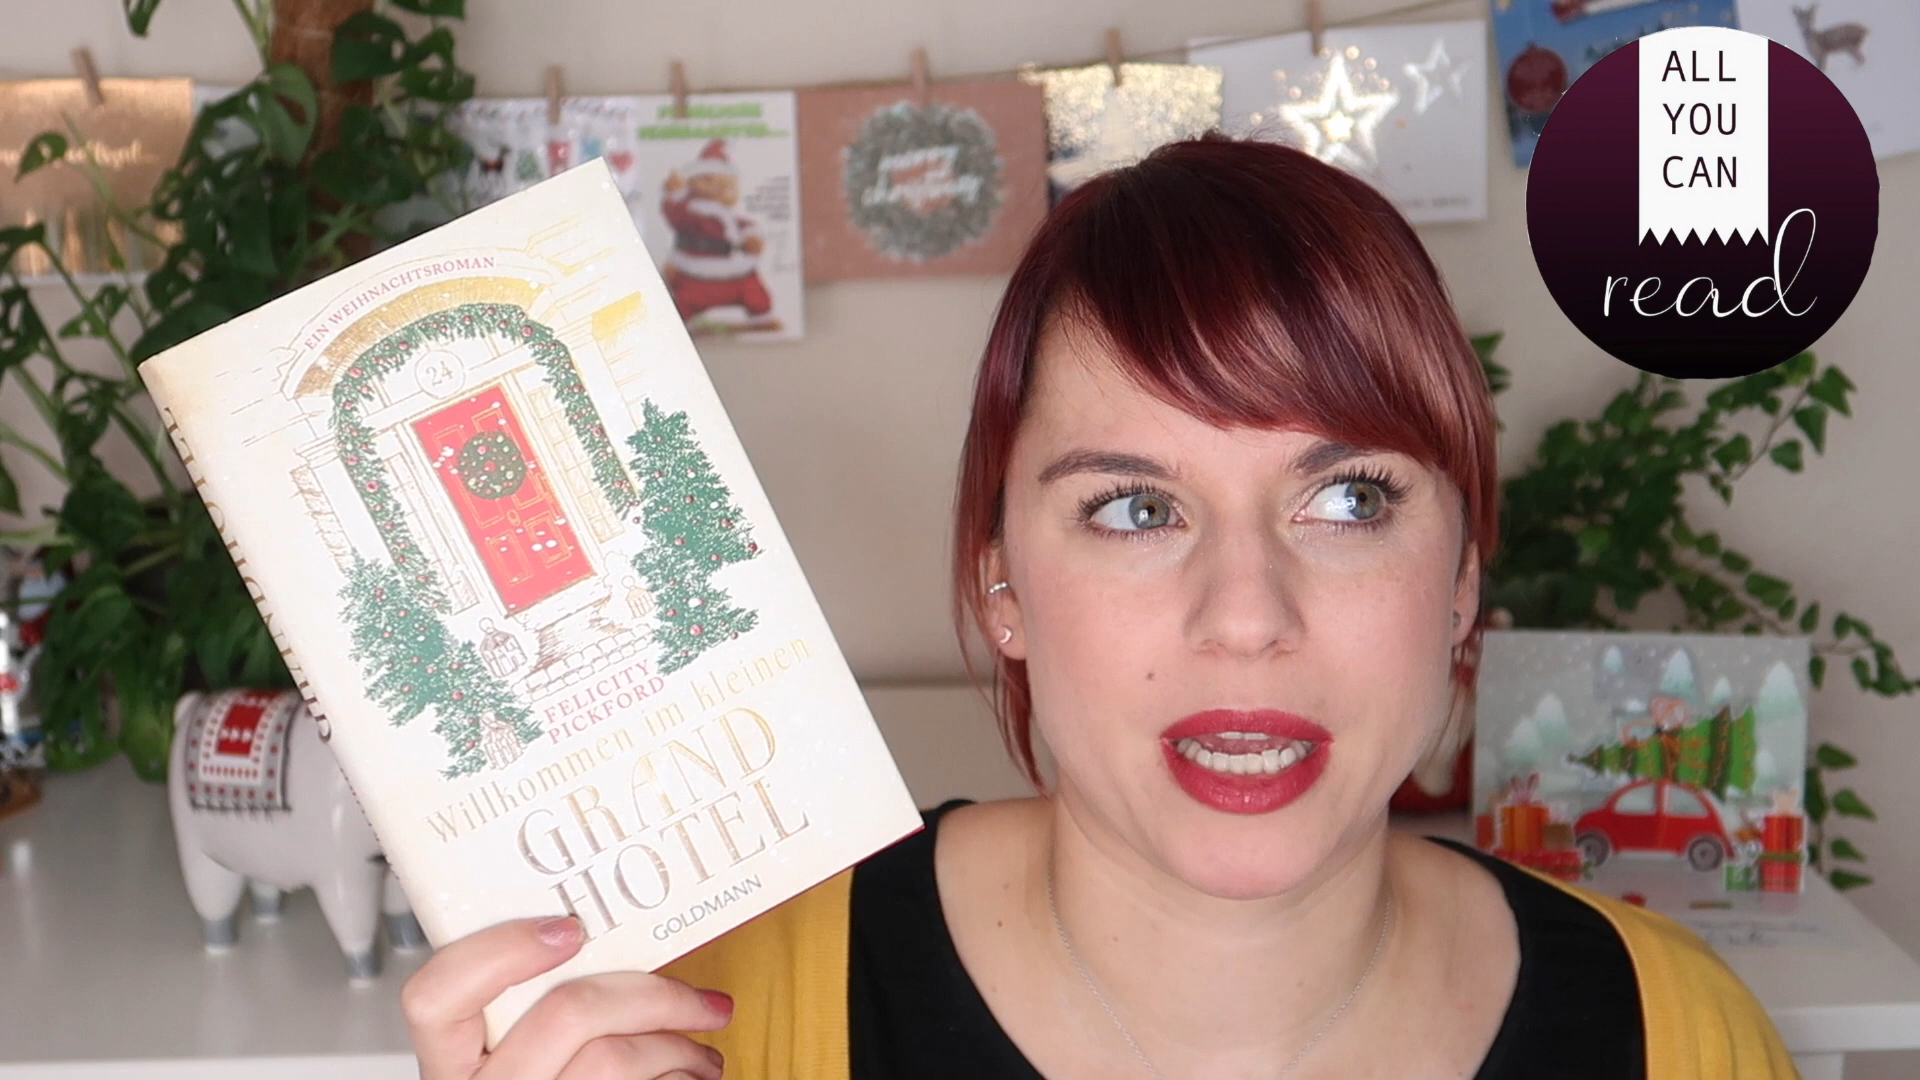 EIN WEIHNACHTSROMAN
24
FELICITY
PICKFORD
Willkommen im kleinen
GRAND
HOTEL
GOLDMANN
merry
christmas
ALL
YOU
CAN
read